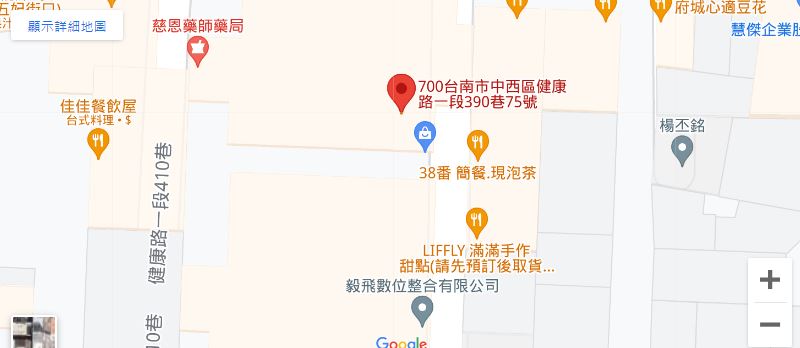 五妃街口)
顯示詳細地圖
慈恩藥師藥局
府城心適豆花
慧傑企業股
700台南市中西區健康
路一段390巷75號
佳佳餐飲屋
台式料理・$
楊丕銘
38番 簡餐.現泡茶
健康路一段410巷
LIFFLY 滿滿手作
甜點(請先預訂後取貨...
毅飛數位整合有限公司
10巷
Google